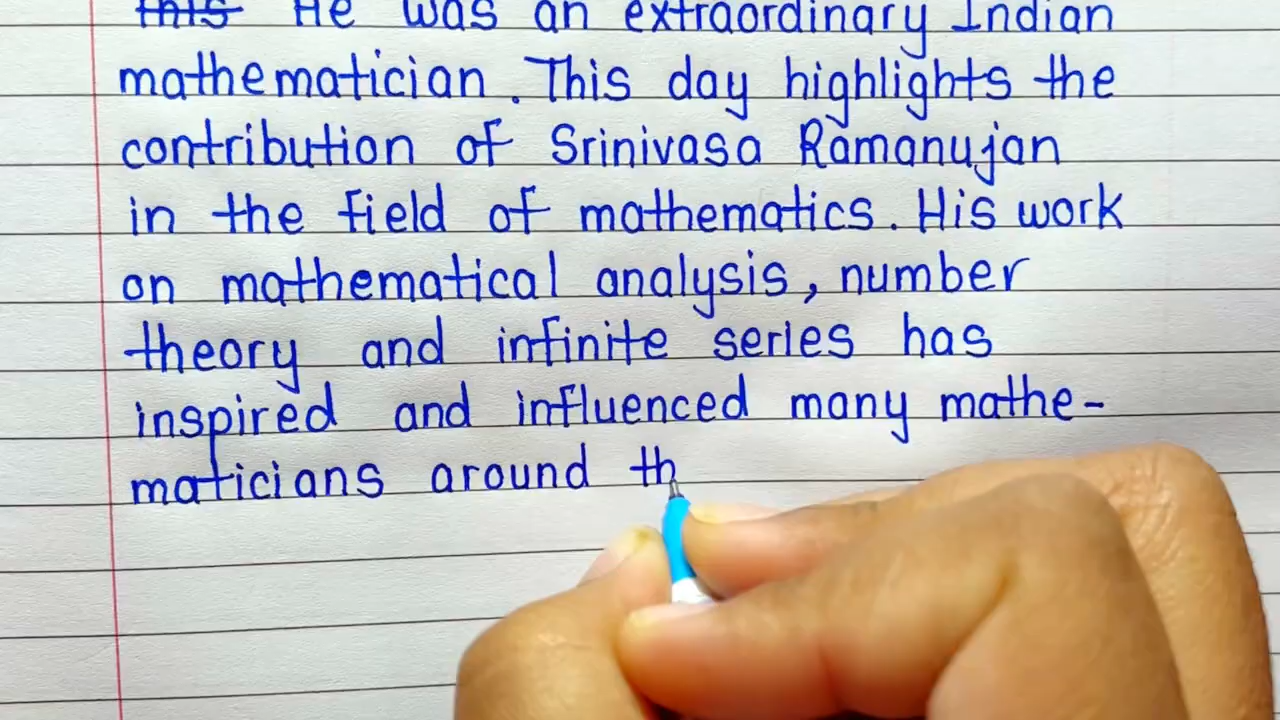 this He was an extraordinary Indian
mathematician. This day highlights the
contribution of Srinivasa Ramanujan
in the field of mathematics. His work
on mathematical analysis, number
theory and infinite series has
inspired and influenced many mathe-
maticians around th